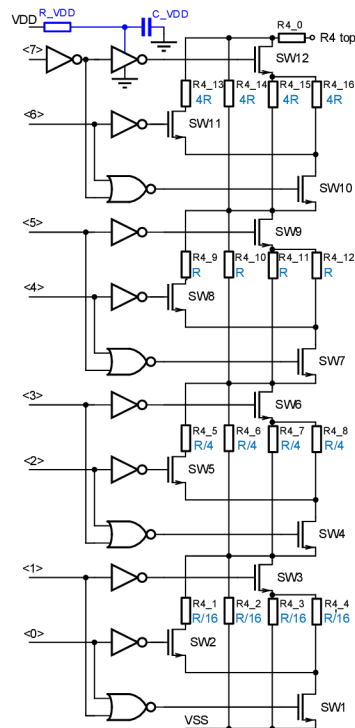 R_VDD C_VDD
VDD
R4_0
R4 top
<7>
SW12
R4_13 R4_14 R4_15 R4_16
4R 4R 4R 4R
<6>
SW11
SW10
<5>
SW9
R4_9 R4_10 R4_11 R4_12
R R R R
<4>
SW8
SW7
<3>
SW6
R4_5 R4_6 R4_7 R4_8
R/4 R/4 R/4 R/4
<2>
SW5
SW4
<1>
SW3
R4_1 R4_2 R4_3 R4_4
R/16 R/16 R/16 R/16
<0>
SW2
SW1
VSS